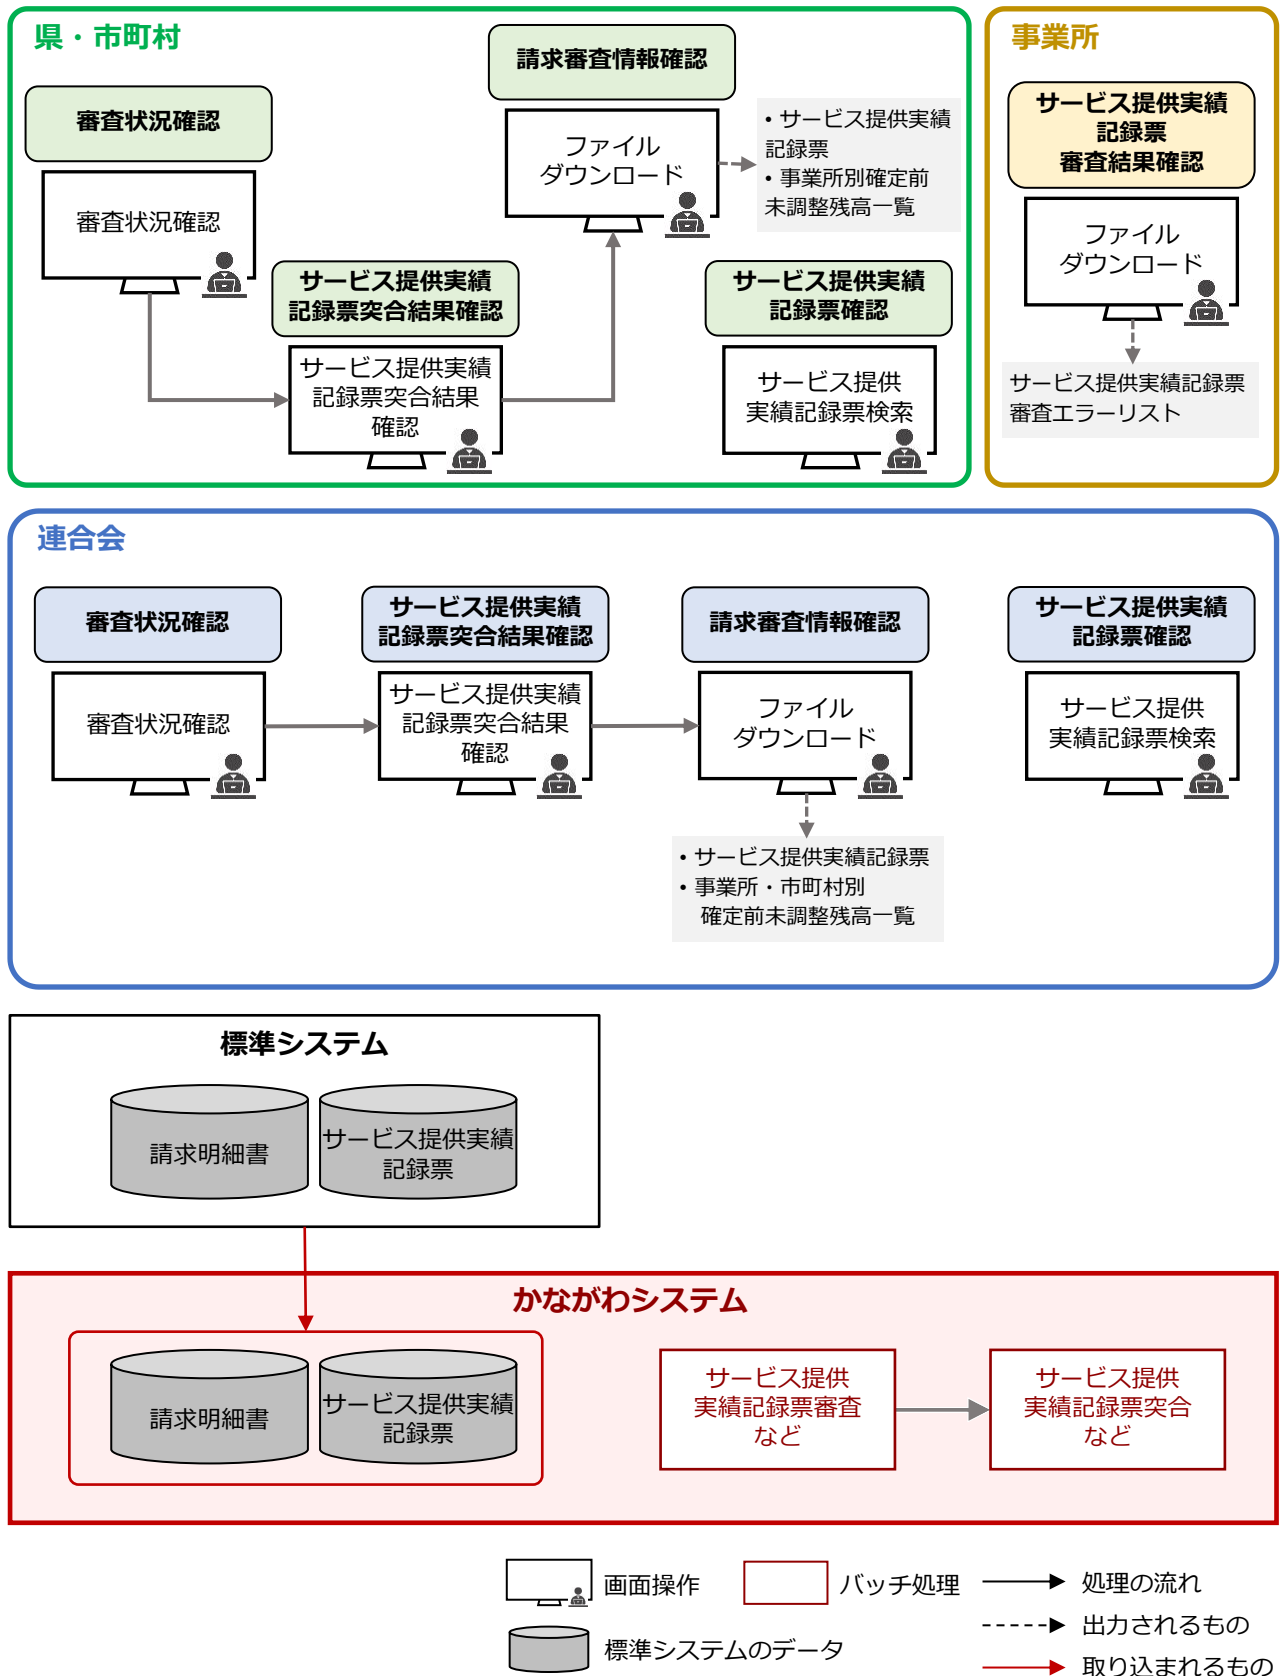 県・市町村
審査状況確認
審査状況確認
サービス提供実績
記録票突合結果確認
サービス提供実績
記録票突合結果
確認
請求審査情報確認
ファイル
ダウンロード
• サービス提供実績
記録票
• 事業所別確定前
未調整残高一覧
サービス提供実績
記録票確認
サービス提供
実績記録票検索
事業所
サービス提供実績
記録票
審査結果確認
ファイル
ダウンロード
サービス提供実績記録票
審査エラーリスト
連合会
審査状況確認
審査状況確認
サービス提供実績
記録票突合結果確認
サービス提供実績
記録票突合結果
確認
請求審査情報確認
ファイル
ダウンロード
• サービス提供実績記録票
• 事業所・市町村別
確定前未調整残高一覧
サービス提供実績
記録票確認
サービス提供
実績記録票検索
標準システム
請求明細書
サービス提供実績
記録票
かながわシステム
請求明細書
サービス提供実績
記録票
サービス提供
実績記録票審査
など
サービス提供
実績記録票突合
など
画面操作
バッチ処理
処理の流れ
出力されるもの
標準システムのデータ
取り込まれるもの